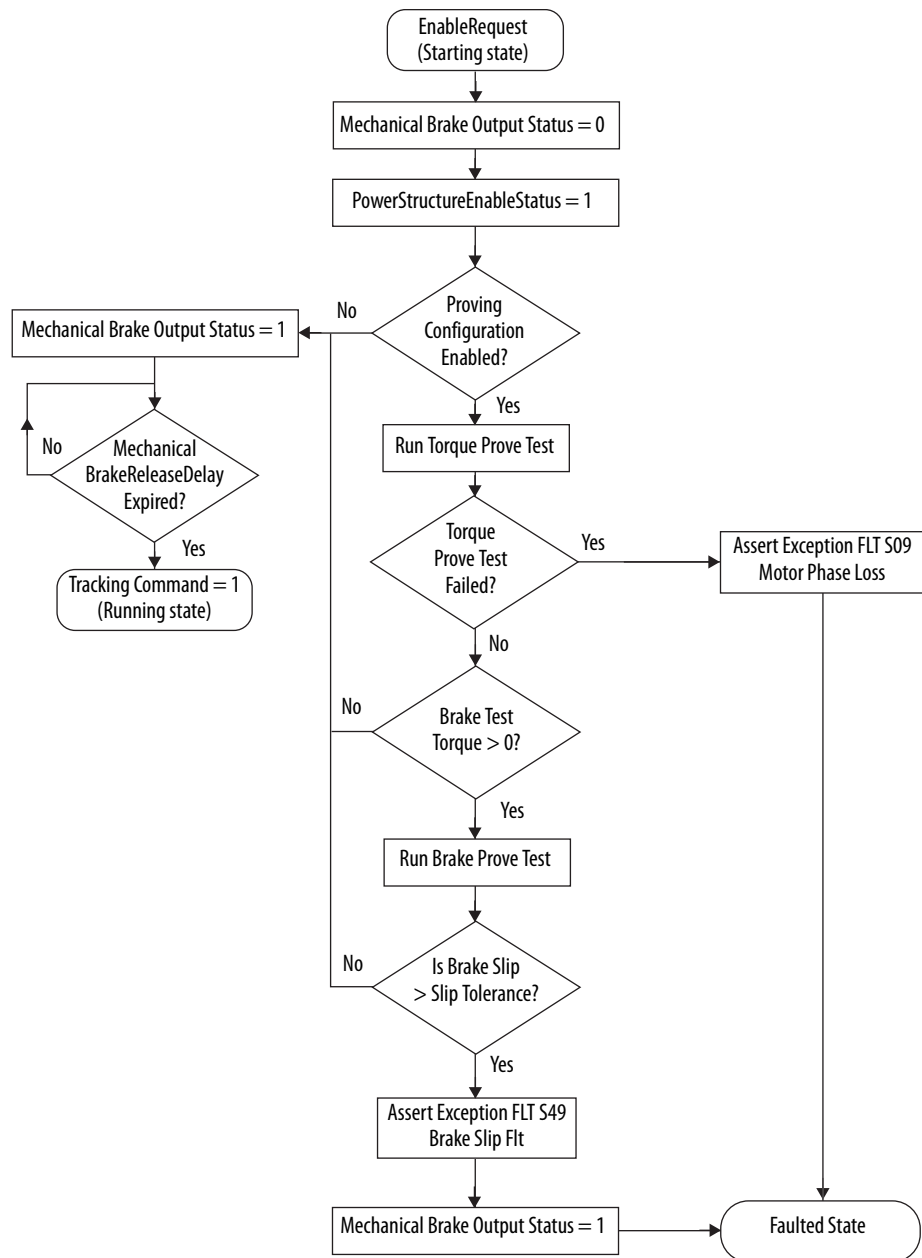 EnableRequest
(Starting state)
Mechanical Brake Output Status = 0
PowerStructureEnableStatus = 1
No
Proving
Configuration
Enabled?
Mechanical Brake Output Status = 1
Yes
Run Torque Prove Test
No
Mechanical
BrakeReleaseDelay
Expired?
Yes
Tracking Command = 1
(Running state)
Torque
Prove Test
Failed?
Yes
Assert Exception FLT S09
Motor Phase Loss
No
No
Brake Test
Torque > 0?
Yes
Run Brake Prove Test
No
Is Brake Slip
> Slip Tolerance?
Yes
Assert Exception FLT S49
Brake Slip Flt
Mechanical Brake Output Status = 1
Faulted State